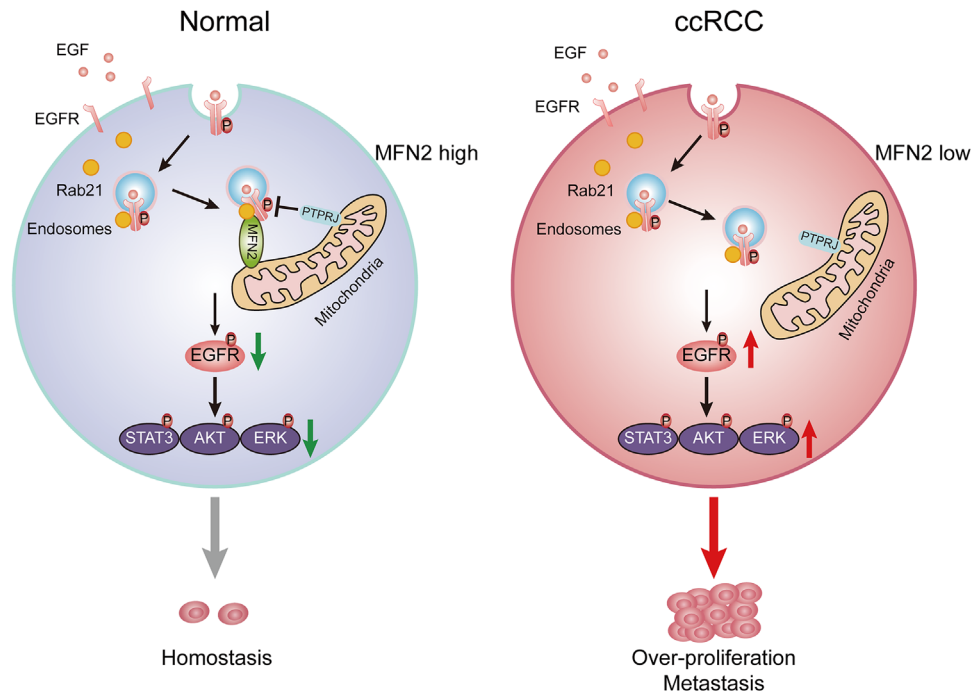 Normal
EGF
EGFR
P
MFN2 high
Rab21
P
P
PTPRJ
Endosomes
MFN2
Mitochondria
P
EGFR
P
P
P
STAT3
AKT
ERK
Homostasis
ccRCC
EGF
EGFR
P
MFN2 low
Rab21
P
Endosomes
PTPRJ
P
Mitochondria
P
EGFR
P
P
P
STAT3
AKT
ERK
Over-proliferation
Metastasis